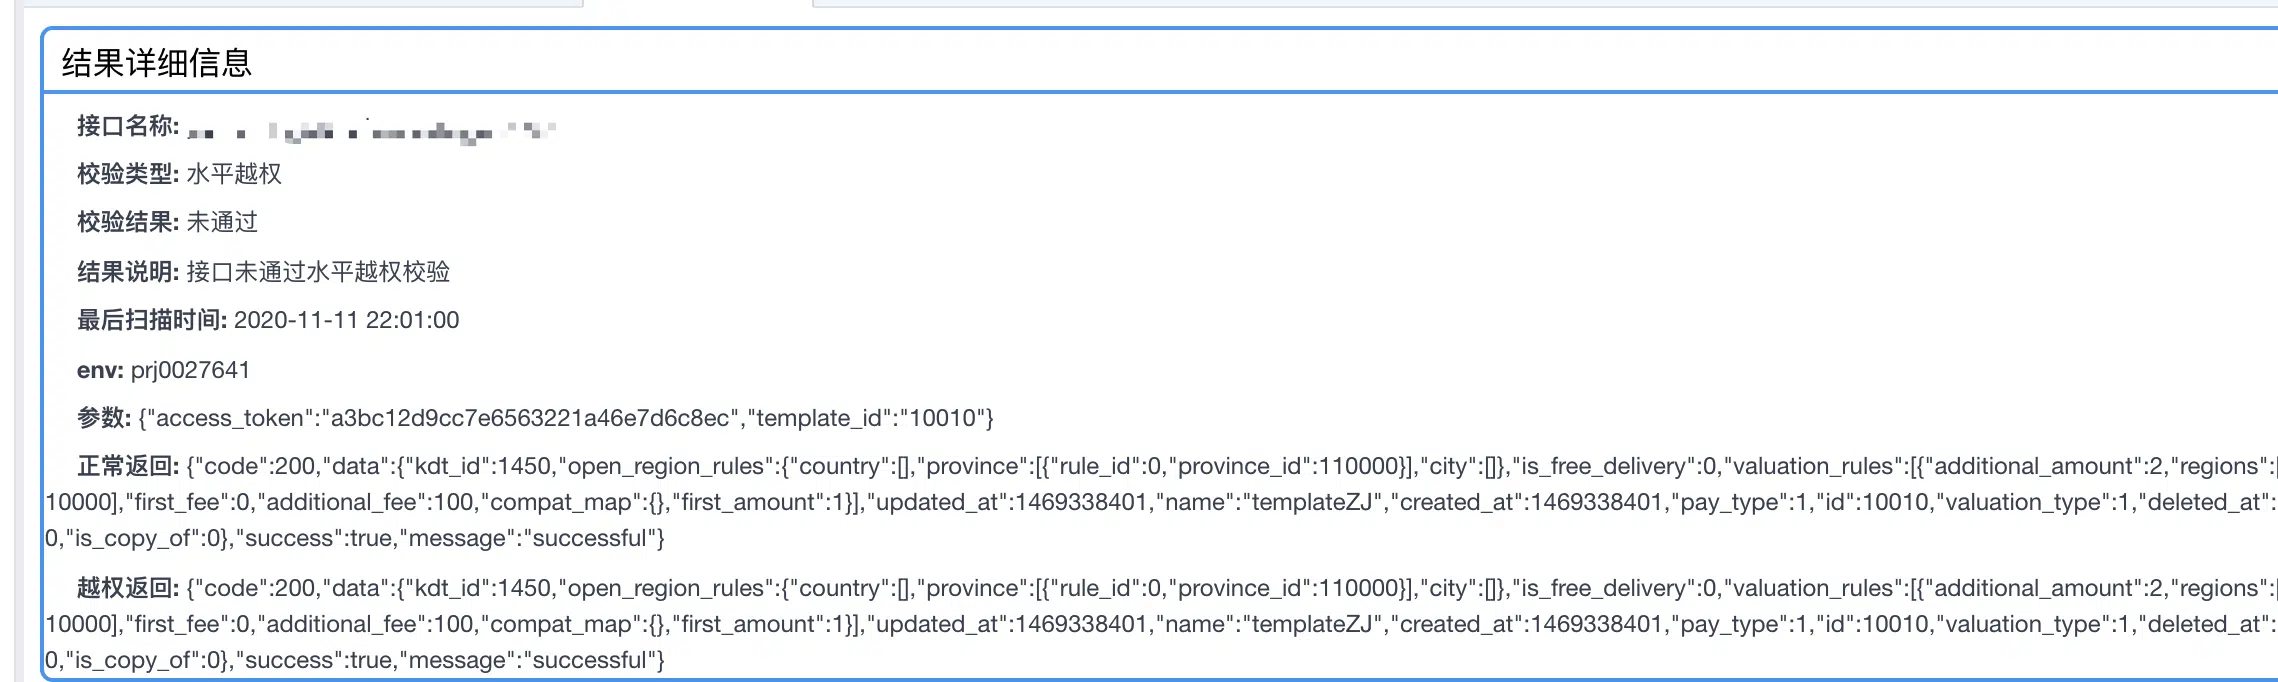 结果详细信息
接口名称:
校验类型: 水平越权
校验结果: 未通过
结果说明: 接口未通过水平越权校验
最后扫描时间: 2020-11-11 22:01:00
env: prj0027641
参数: {"access_token":"a3bc12d9cc7e6563221a46e7d6c8ec","template_id":"10010"}
正常返回: {"code":200,"data":{"kdt_id":1450,"open_region_rules":{"country":[],"province":[{"rule_id":0,"province_id":110000}],"city":[]},"is_free_delivery":0,"valuation_rules":[{"additional_amount":2,"regions":[
10000],"first_fee":0,"additional_fee":100,"compat_map":{},"first_amount":1}],"updated_at":1469338401,"name":"templateZJ","created_at":1469338401,"pay_type":1,"id":10010,"valuation_type":1,"deleted_at":
0,"is_copy_of":0},"success":true,"message":"successful"}
越权返回: {"code":200,"data":{"kdt_id":1450,"open_region_rules":{"country":[],"province":[{"rule_id":0,"province_id":110000}],"city":[]},"is_free_delivery":0,"valuation_rules":[{"additional_amount":2,"regions":[
10000],"first_fee":0,"additional_fee":100,"compat_map":{},"first_amount":1}],"updated_at":1469338401,"name":"templateZJ","created_at":1469338401,"pay_type":1,"id":10010,"valuation_type":1,"deleted_at":
0,"is_copy_of":0},"success":true,"message":"successful"}